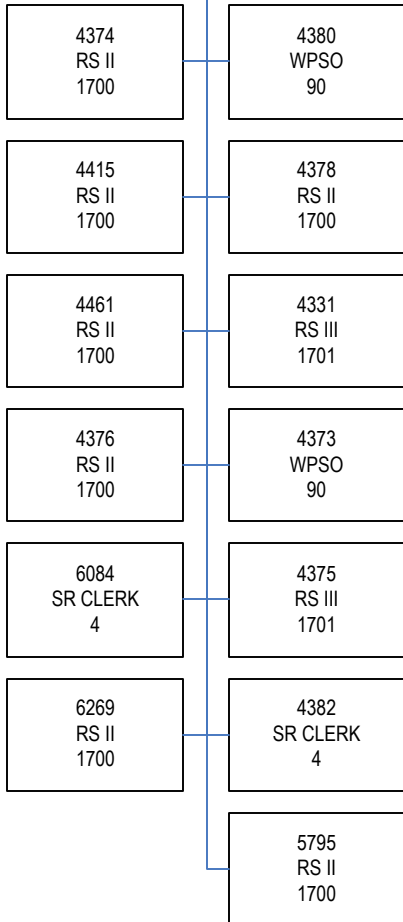 4374
RS II
1700
4380
WPSO
90
4415
RS II
1700
4378
RS II
1700
4461
RS II
1700
4331
RS III
1701
4376
RS II
1700
4373
WPSO
90
6084
SR CLERK
4
4375
RS III
1701
6269
RS II
1700
4382
SR CLERK
4
5795
RS II
1700